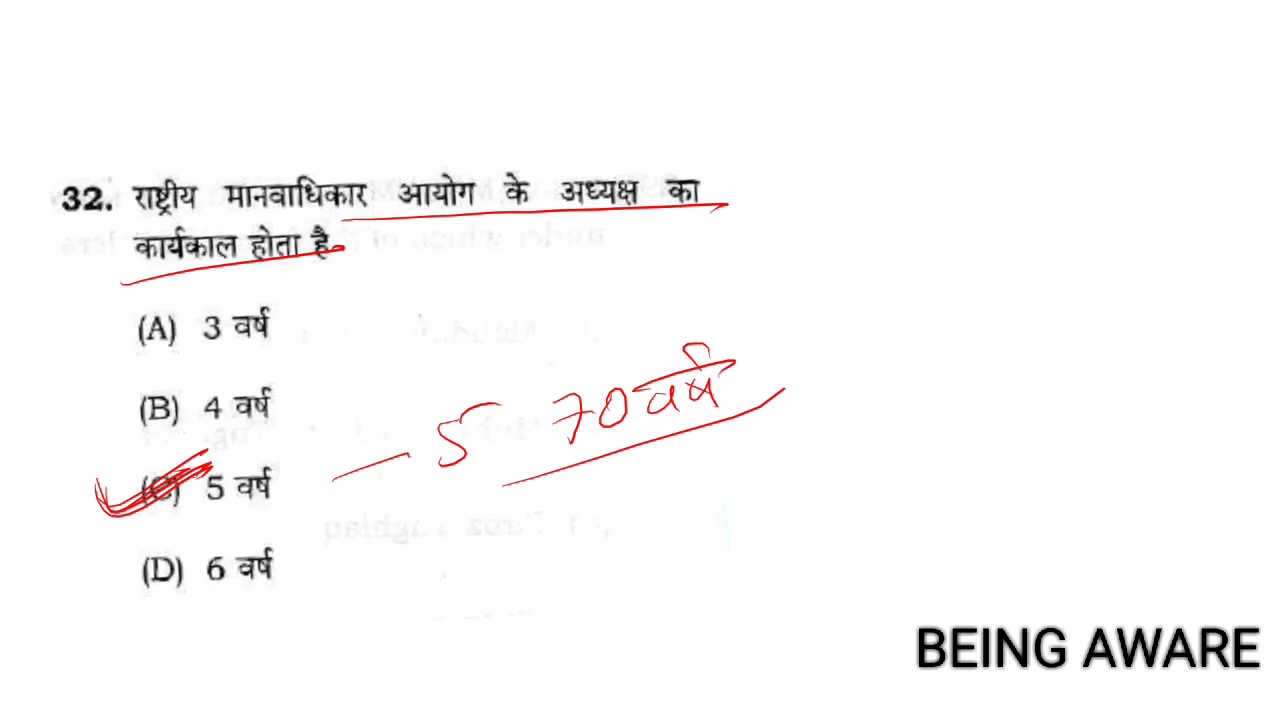 32. राष्ट्रीय मानवाधिकार आयोग के अध्यक्ष का
कार्यकाल होता है
(A) 3 वर्ष
(B) 4 वर्ष
(C) 5 वर्ष
5 70 वर्ष
(D) 6 वर्ष
BEING AWARE